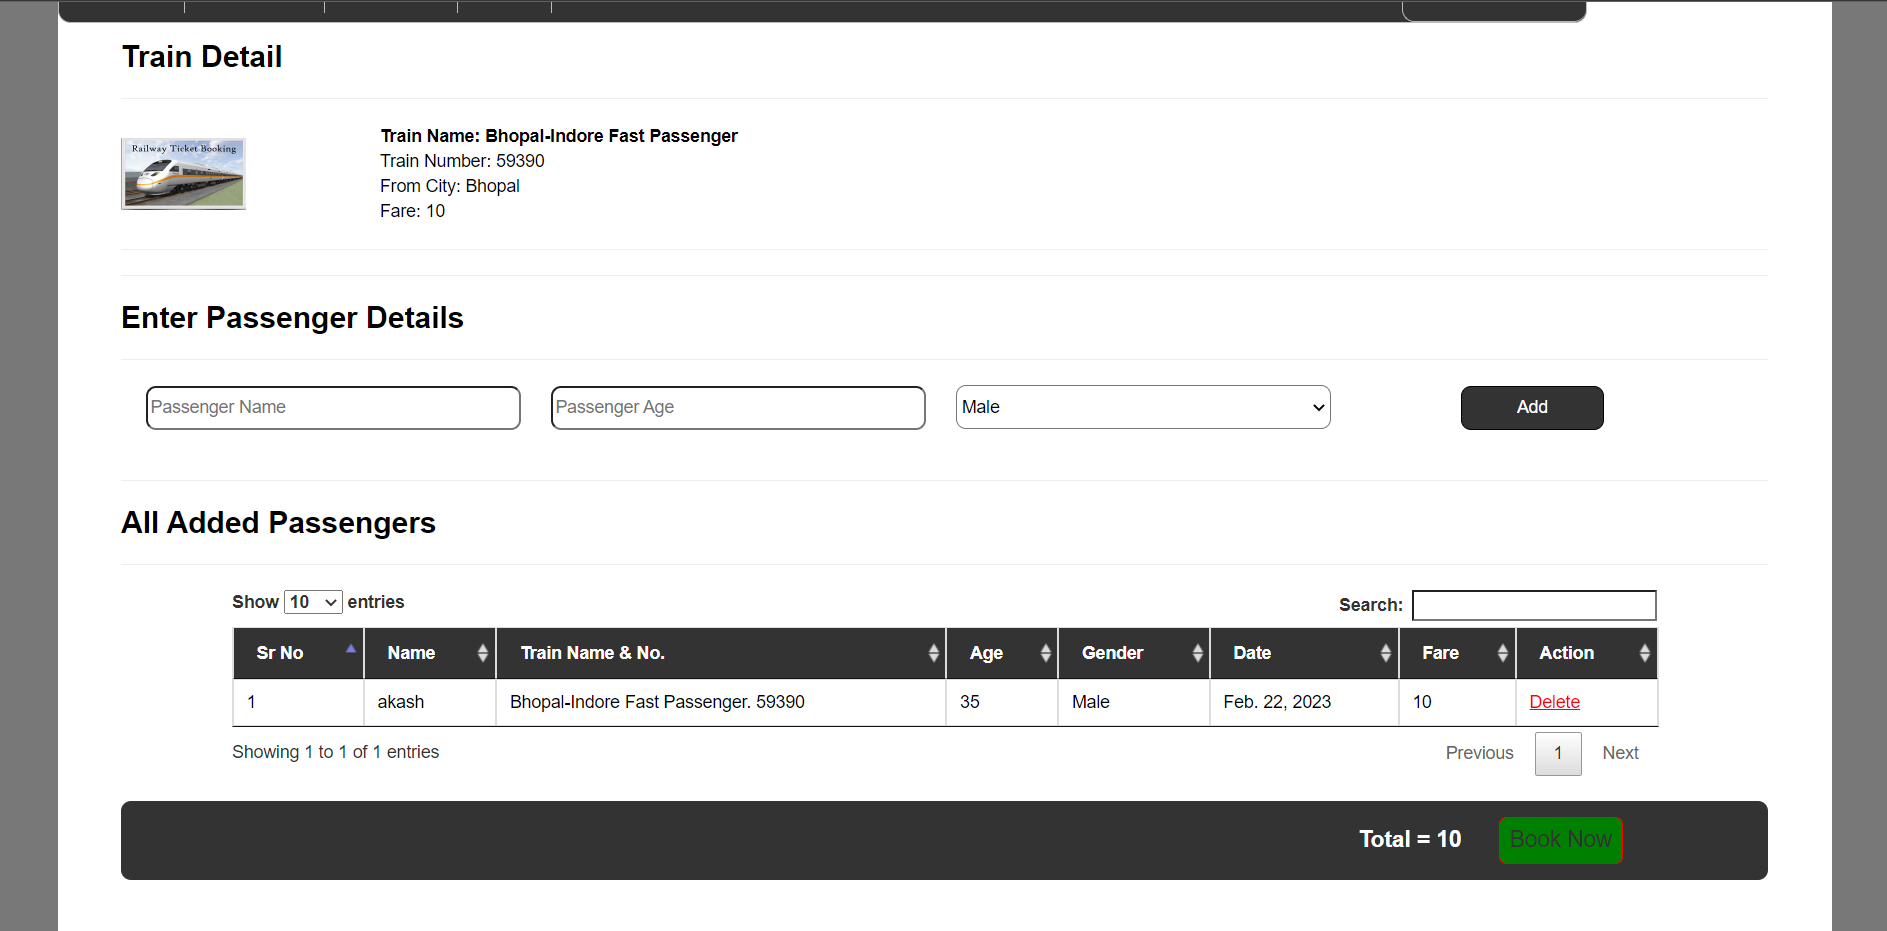 Train Detail
Railway Ticket Booking
Train Name: Bhopal-Indore Fast Passenger
Train Number: 59390
From City: Bhopal
Fare: 10
Enter Passenger Details
Passenger Name Passenger Age Male Add
All Added Passengers
Show 10 entries Search:
Sr No Name Train Name & No. Age Gender Date Fare Action
1 akash Bhopal-Indore Fast Passenger. 59390 35 Male Feb. 22, 2023 10 Delete
Showing 1 to 1 of 1 entries Previous 1 Next
Total = 10 Book Now